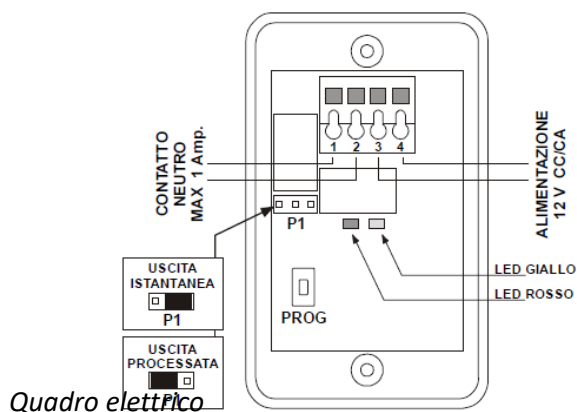 CONTATTO
NEUTRO
MAX 1 Amp.
1 2 3 4
ALIMENTAZIONE
12 V CC/CA
P1
LED GIALLO
LED ROSSO
PROG
USCITA
ISTANTANEA
P1
USCITA
PROCESSATA
P1
Quadro elettrico